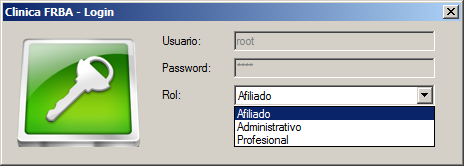 Clinica FRBA - Login
Usuario: root
Password: ****
Rol: Afiliado
Afiliado
Administrativo
Profesional